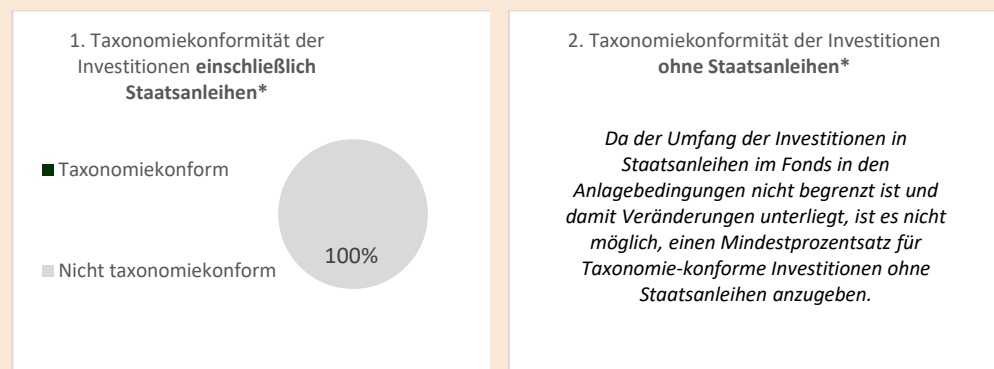 1. Taxonomiekonformität der
Investitionen einschließlich
Staatsanleihen*
Taxonomiekonform
Nicht taxonomiekonform
100%
2. Taxonomiekonformität der Investitionen
ohne Staatsanleihen*
Da der Umfang der Investitionen in
Staatsanleihen im Fonds in den
Anlagebedingungen nicht begrenzt ist und
damit Veränderungen unterliegt, ist es nicht
möglich, einen Mindestprozentsatz für
Taxonomie-konforme Investitionen ohne
Staatsanleihen anzugeben.